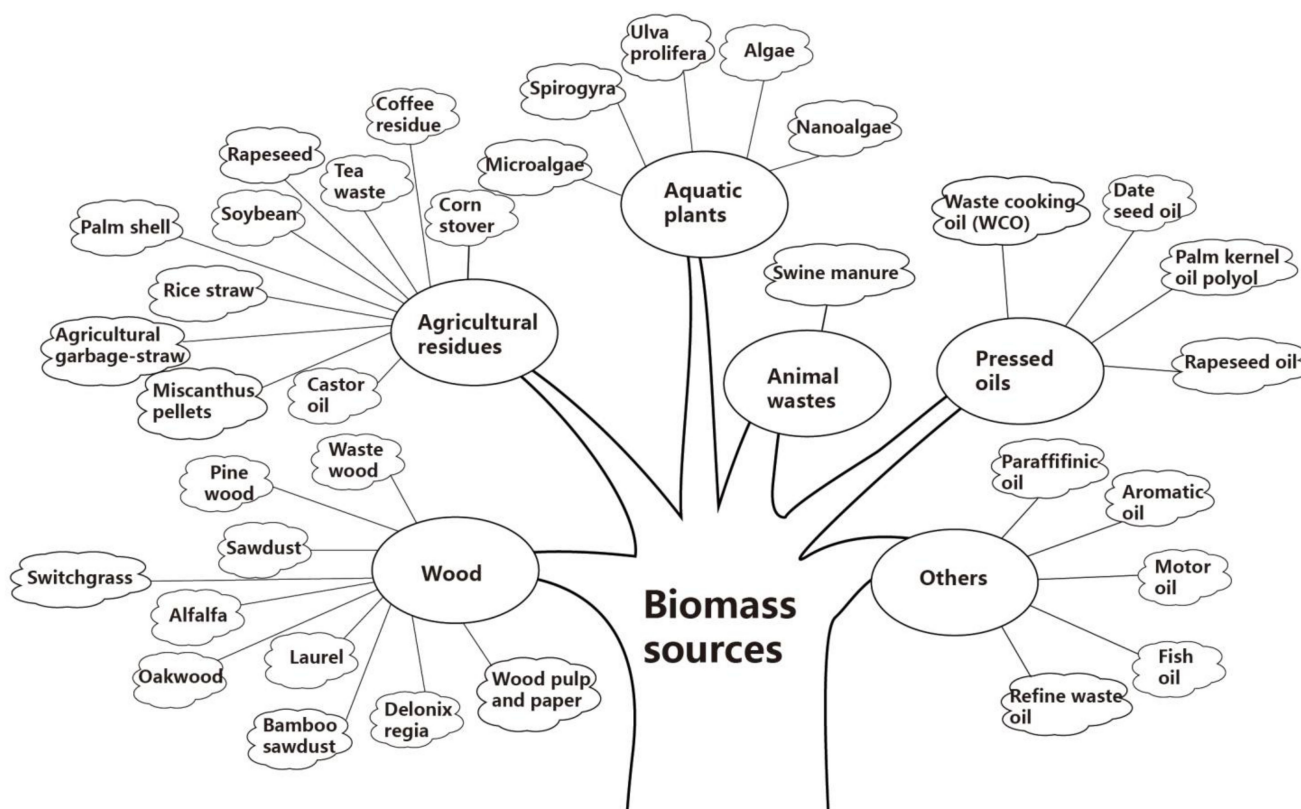 Ulva
prolifera
Algae
Spirogyra
Coffee
residue
Nanoalgae
Rapeseed
Tea
waste
Microalgae
Aquatic
plants
Waste cooking
oil (WCO)
Date
seed oil
Soybean
Corn
stover
Palm shell
Swine manure
Palm kernel
oil polyol
Rice straw
Agricultural
residues
Agricultural
garbage-straw
Animal
wastes
Pressed
oils
Rapeseed oil
Miscanthus
pellets
Castor
oil
Waste
wood
Pine
wood
Paraffifinic
oil
Aromatic
oil
Sawdust
Switchgrass
Wood
Others
Motor
oil
Alfalfa
Biomass
sources
Laurel
Oakwood
Wood pulp
and paper
Fish
oil
Delonix
regia
Refine waste
oil
Bamboo
sawdust